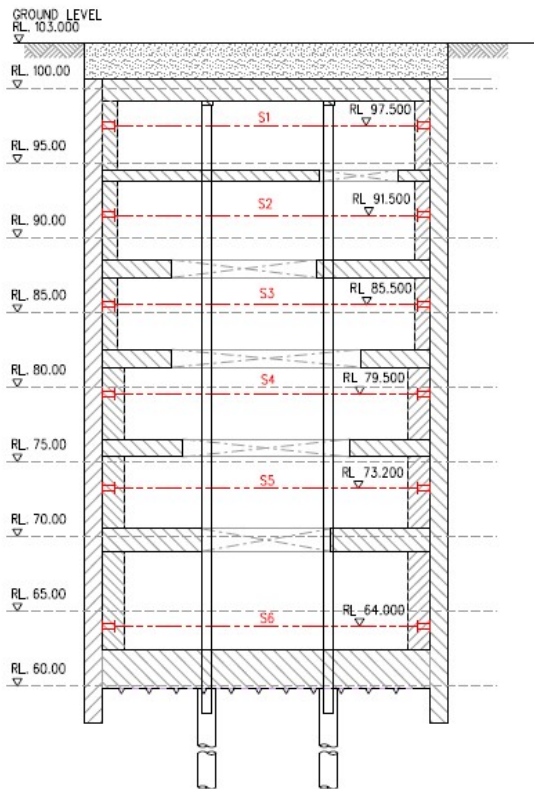 GROUND LEVEL
RL. 103.000
RL. 100.00
S1
RL 97.500
RL. 95.00
S2
RL 91.500
RL. 90.00
S3
RL 85.500
RL. 85.00
RL. 80.00
S4
RL 79.500
RL. 75.00
S5
RL 73.200
RL. 70.00
RL. 65.00
S6
RL 64.000
RL. 60.00